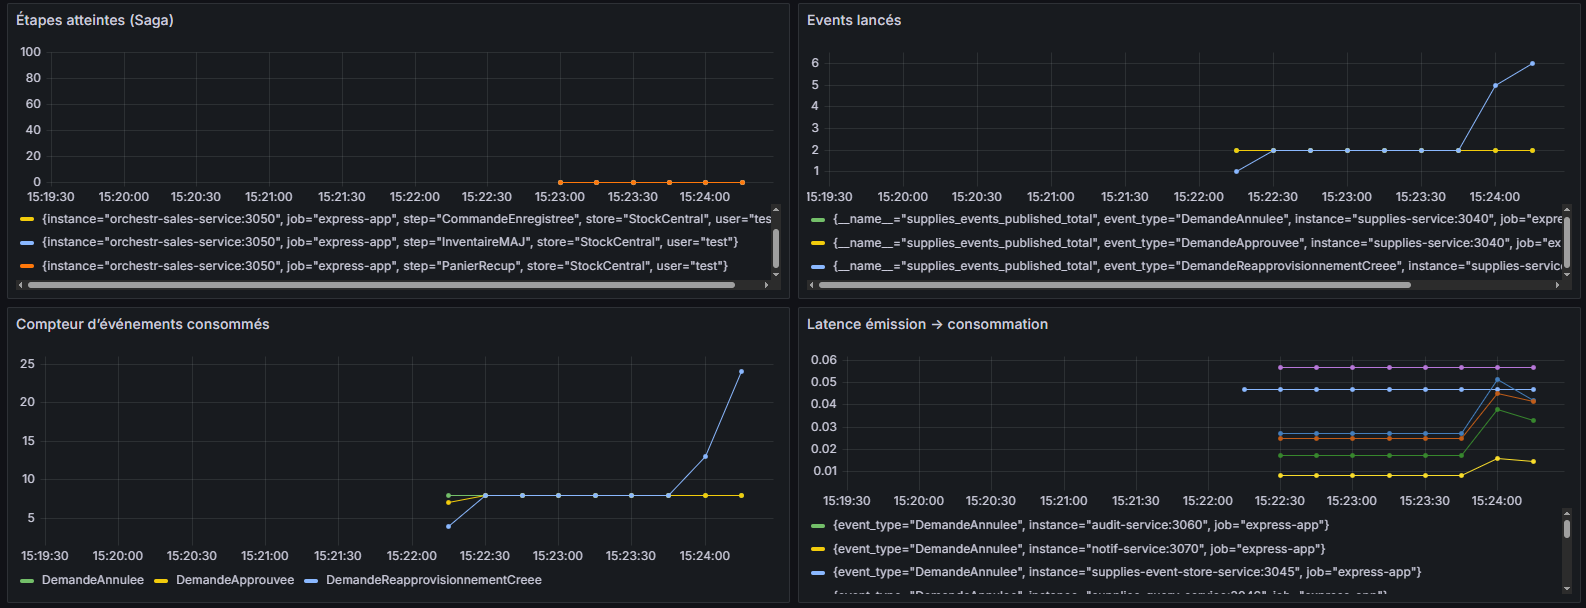 Étapes atteintes (Saga)
100
80
60
40
20
0
15:19:30 15:20:00 15:20:30 15:21:00 15:21:30 15:22:00 15:22:30 15:23:00 15:23:30 15:24:00
{instance="orchestr-sales-service:3050", job="express-app", step="CommandeEnregistree", store="StockCentral", user="tes
{instance="orchestr-sales-service:3050", job="express-app", step="InventaireMAJ", store="StockCentral", user="test"}
{instance="orchestr-sales-service:3050", job="express-app", step="PanierRecup", store="StockCentral", user="test"}
Events lancés
6
5
4
3
2
1
15:19:30 15:20:00 15:20:30 15:21:00 15:21:30 15:22:00 15:22:30 15:23:00 15:23:30 15:24:00
{__name__="supplies_events_published_total", event_type="DemandeAnnulee", instance="supplies-service:3040", job="expre
{__name__="supplies_events_published_total", event_type="DemandeApprouvee", instance="supplies-service:3040", job="ex
{__name__="supplies_events_published_total", event_type="DemandeReapprovisionnementCreee", instance="supplies-servic
Compteur d’événements consommés
25
20
15
10
5
15:19:30 15:20:00 15:20:30 15:21:00 15:21:30 15:22:00 15:22:30 15:23:00 15:23:30 15:24:00
DemandeAnnulee DemandeApprouvee DemandeReapprovisionnementCreee
Latence émission → consommation
0.06
0.05
0.04
0.03
0.02
0.01
15:19:30 15:20:00 15:20:30 15:21:00 15:21:30 15:22:00 15:22:30 15:23:00 15:23:30 15:24:00
{event_type="DemandeAnnulee", instance="audit-service:3060", job="express-app"}
{event_type="DemandeAnnulee", instance="notif-service:3070", job="express-app"}
{event_type="DemandeAnnulee", instance="supplies-event-store-service:3045", job="express-app"}